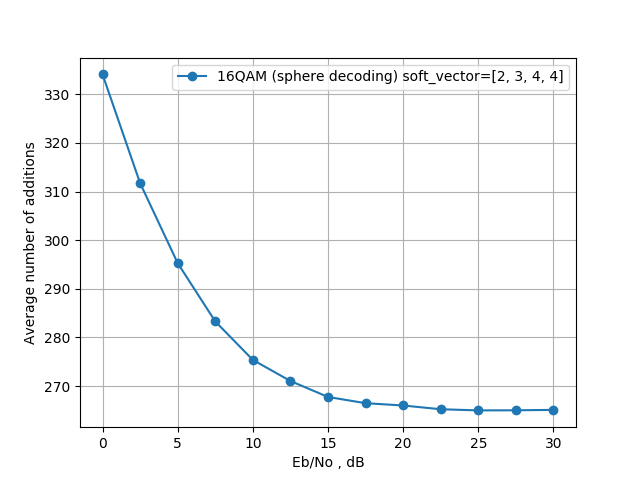 16QAM (sphere decoding) soft_vector=[2, 3, 4, 4]
330
320
310
300
290
280
270
Average number of additions
0 5 10 15 20 25 30
Eb/No , dB